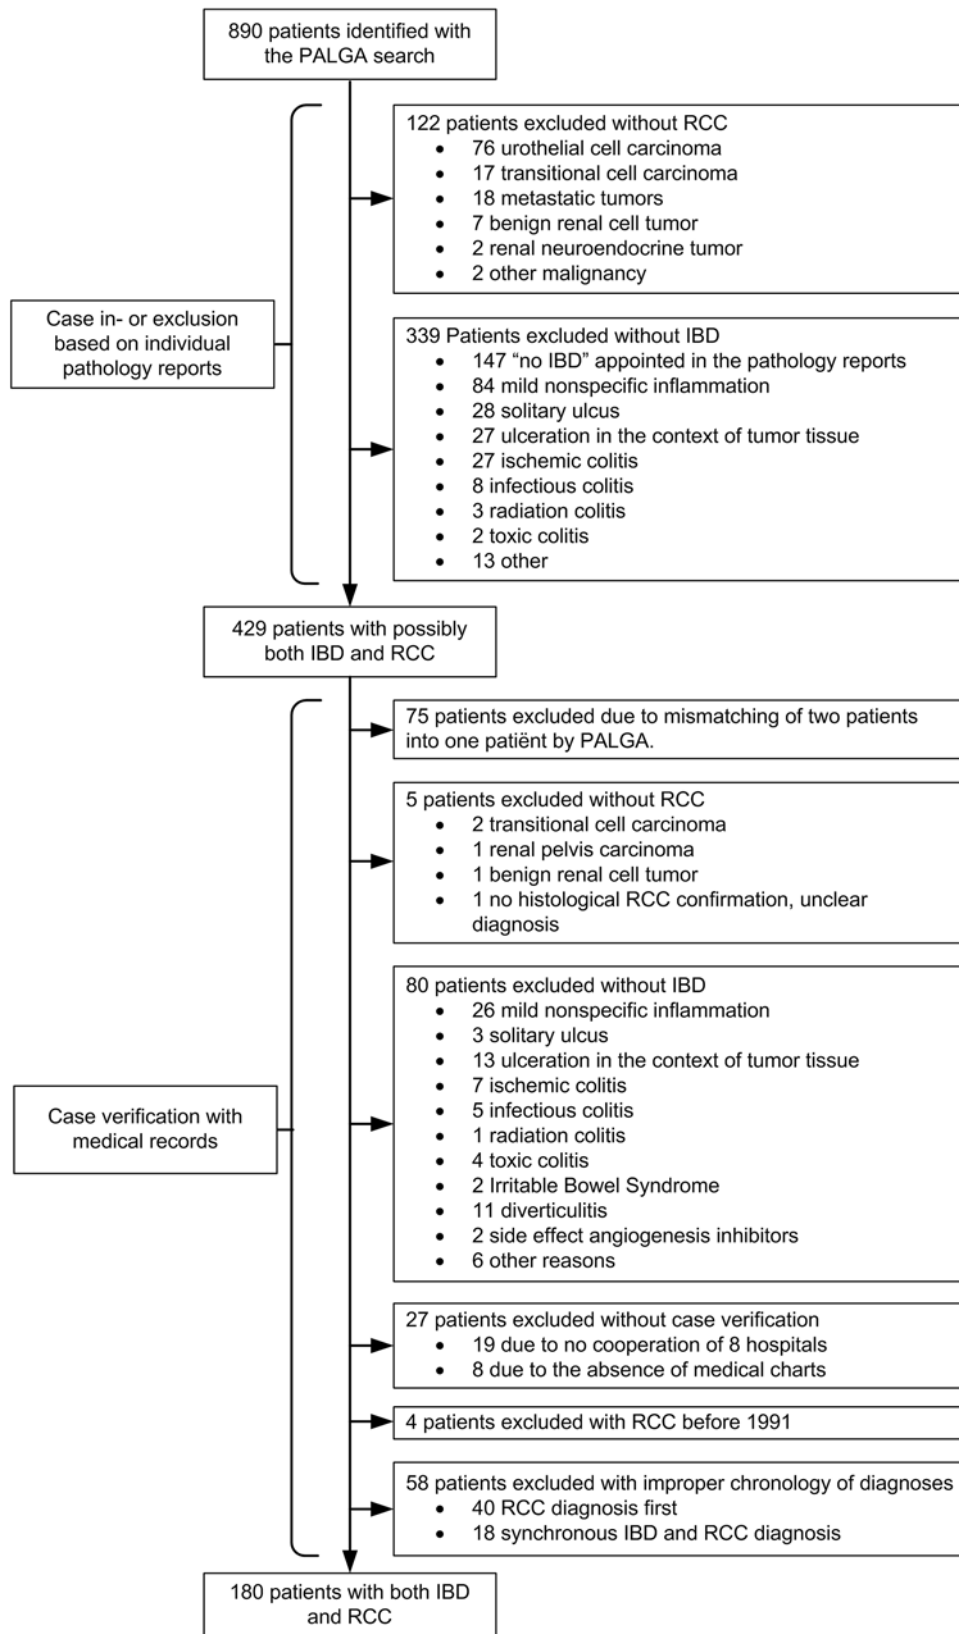 890 patients identified with
the PALGA search
122 patients excluded without RCC
• 76 urothelial cell carcinoma
• 17 transitional cell carcinoma
• 18 metastatic tumors
• 7 benign renal cell tumor
• 2 renal neuroendocrine tumor
• 2 other malignancy
Case in- or exclusion
based on individual
pathology reports
339 Patients excluded without IBD
• 147 “no IBD” appointed in the pathology reports
• 84 mild nonspecific inflammation
• 28 solitary ulcus
• 27 ulceration in the context of tumor tissue
• 27 ischemic colitis
• 8 infectious colitis
• 3 radiation colitis
• 2 toxic colitis
• 13 other
429 patients with possibly
both IBD and RCC
75 patients excluded due to mismatching of two patients
into one patiënt by PALGA.
5 patients excluded without RCC
• 2 transitional cell carcinoma
• 1 renal pelvis carcinoma
• 1 benign renal cell tumor
• 1 no histological RCC confirmation, unclear
diagnosis
80 patients excluded without IBD
• 26 mild nonspecific inflammation
• 3 solitary ulcus
• 13 ulceration in the context of tumor tissue
• 7 ischemic colitis
• 5 infectious colitis
• 1 radiation colitis
• 4 toxic colitis
• 2 Irritable Bowel Syndrome
• 11 diverticulitis
• 2 side effect angiogenesis inhibitors
• 6 other reasons
Case verification with
medical records
27 patients excluded without case verification
• 19 due to no cooperation of 8 hospitals
• 8 due to the absence of medical charts
4 patients excluded with RCC before 1991
58 patients excluded with improper chronology of diagnoses
• 40 RCC diagnosis first
• 18 synchronous IBD and RCC diagnosis
180 patients with both IBD
and RCC